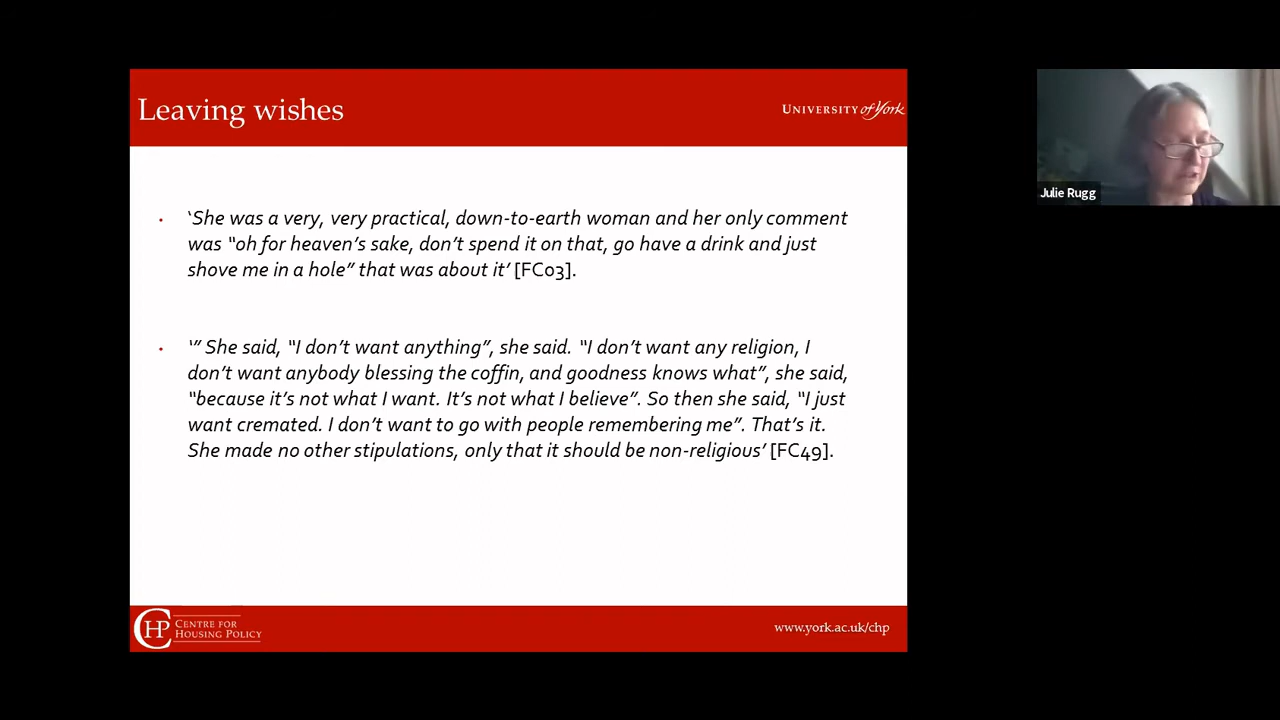 Leaving wishes
UNIVERSITY of York
Julie Rugg
• ‘She was a very, very practical, down-to-earth woman and her only comment
was “oh for heaven’s sake, don’t spend it on that, go have a drink and just
shove me in a hole” that was about it’ [FC03].
• ‘” She said, “I don’t want anything”, she said. “I don’t want any religion, I
don’t want anybody blessing the coffin, and goodness knows what”, she said,
“because it’s not what I want. It’s not what I believe”. So then she said, “I just
want cremated. I don’t want to go with people remembering me”. That’s it.
She made no other stipulations, only that it should be non-religious’ [FC49].
CHP
CENTRE FOR
HOUSING POLICY
www.york.ac.uk/chp